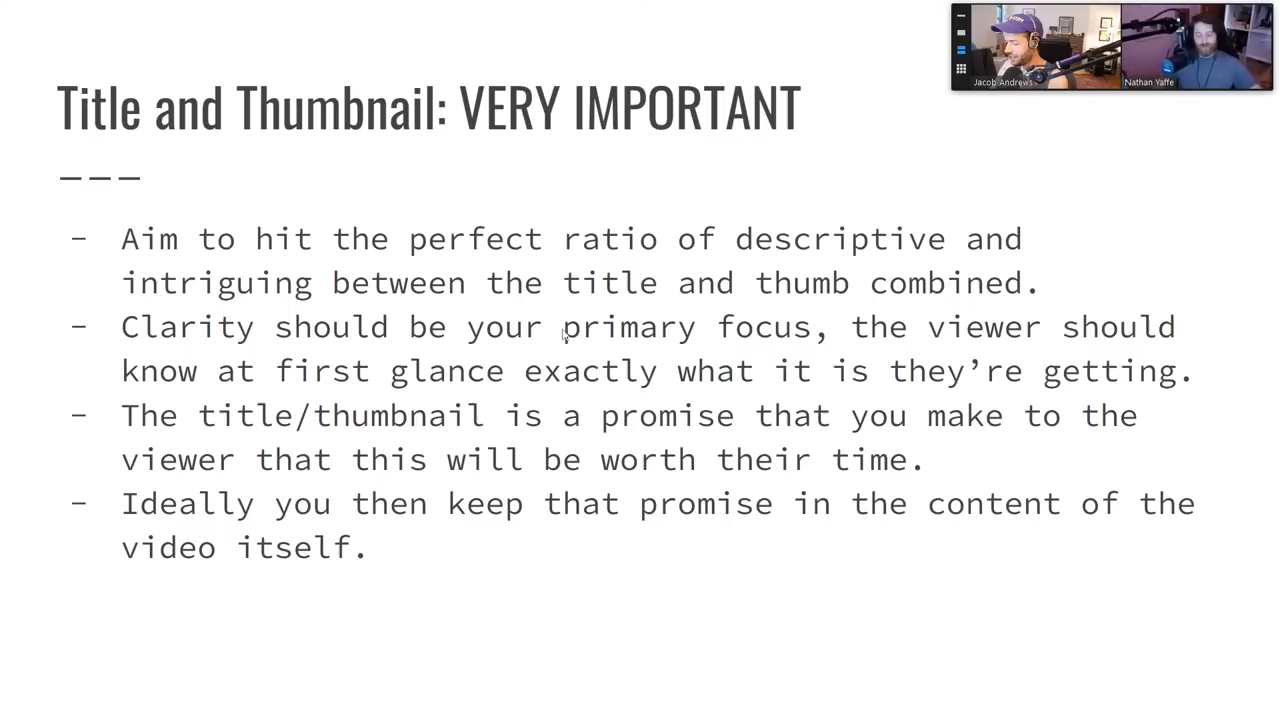 Jacob Andrews
Nathan Yaffe
Title and Thumbnail: VERY IMPORTANT
– Aim to hit the perfect ratio of descriptive and
intriguing between the title and thumb combined.
– Clarity should be your primary focus, the viewer should
know at first glance exactly what it is they’re getting.
– The title/thumbnail is a promise that you make to the
viewer that this will be worth their time.
– Ideally you then keep that promise in the content of the
video itself.